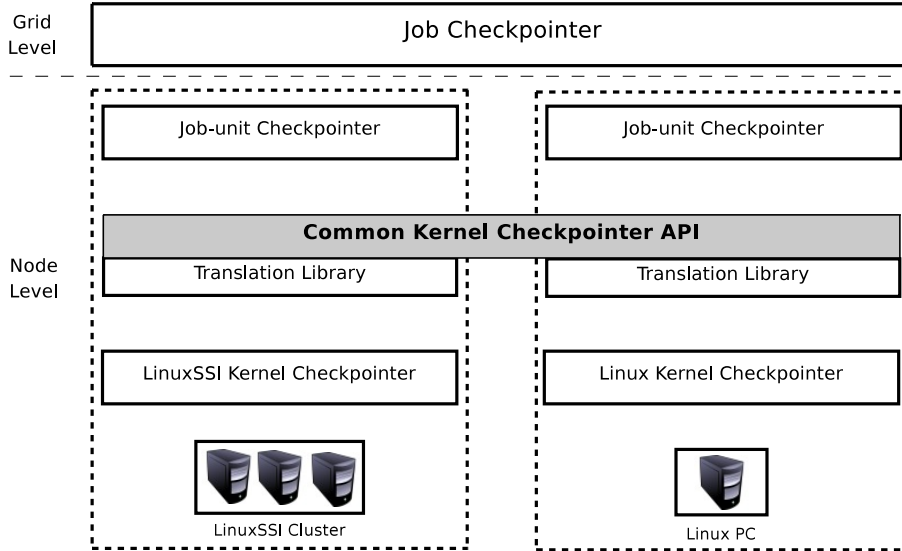 Grid
Level
Job Checkpointer
Job-unit Checkpointer
Job-unit Checkpointer
Common Kernel Checkpointer API
Node
Level
Translation Library
Translation Library
LinuxSSI Kernel Checkpointer
Linux Kernel Checkpointer
LinuxSSI Cluster
Linux PC